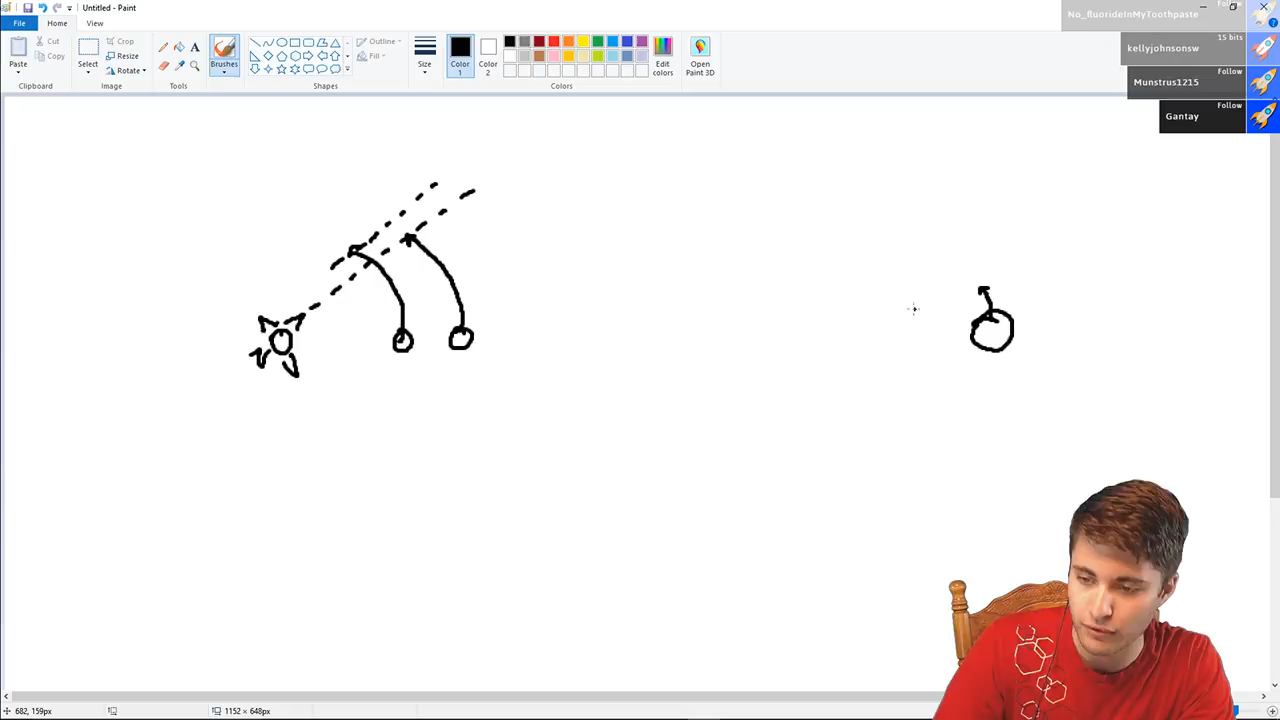 Untitled - Paint
File
Home
View
Paste
Cut
Copy
Clipboard
Select
Crop
Resize
Rotate
Image
A
Tools
Brushes
Outline
Fill
Shapes
Size
Color 1
Color 2
Edit colors
Colors
Open Paint 3D
No_fluorideInMyToothpaste
15 bits
kellyjohnsonsw
Follow
Munstrus1215
Follow
Gantay
682, 159px
1152 × 648px